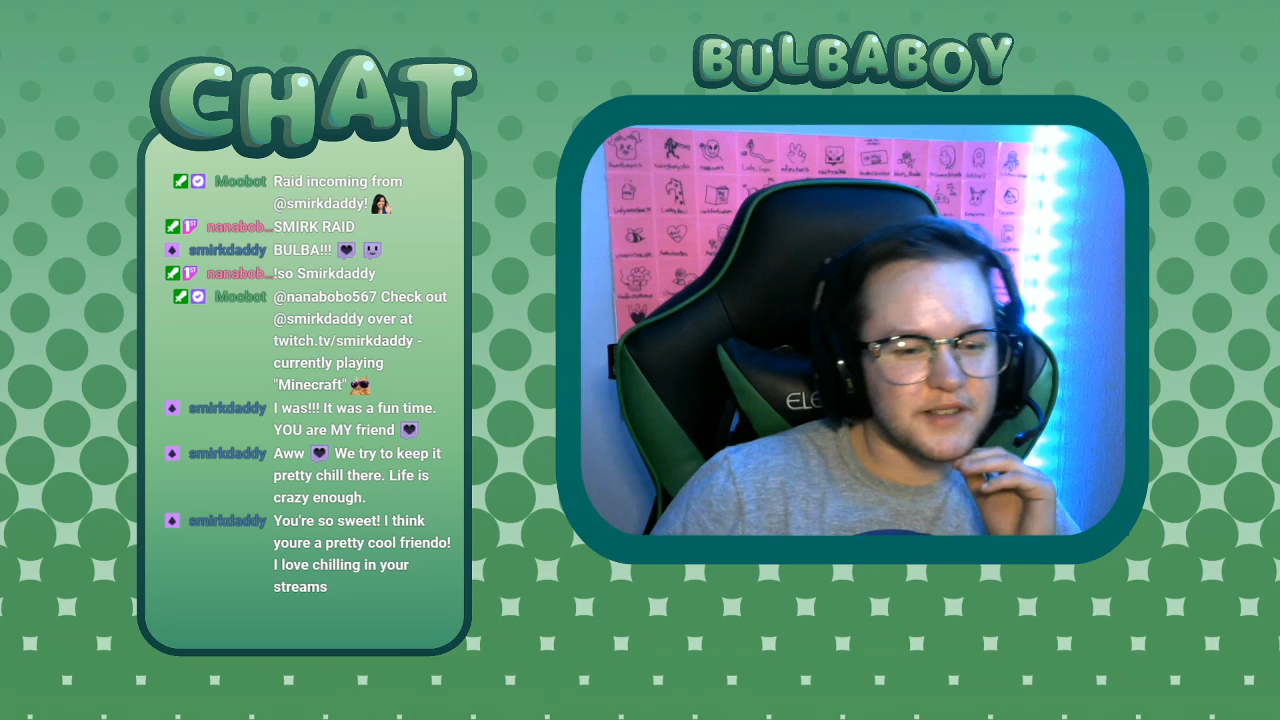 CHAT
BULBABOY
Moobot Raid incoming from
@smirkdaddy!
nanabob... SMIRK RAID
smirkdaddy BULBA!!!
nanabob... !so Smirkdaddy
Moobot @nanabobo567 Check out
@smirkdaddy over at
twitch.tv/smirkdaddy -
currently playing
"Minecraft"
smirkdaddy I was!!! It was a fun time.
YOU are MY friend
smirkdaddy Aww We try to keep it
pretty chill there. Life is
crazy enough.
smirkdaddy You're so sweet! I think
youre a pretty cool friendo!
I love chilling in your
streams